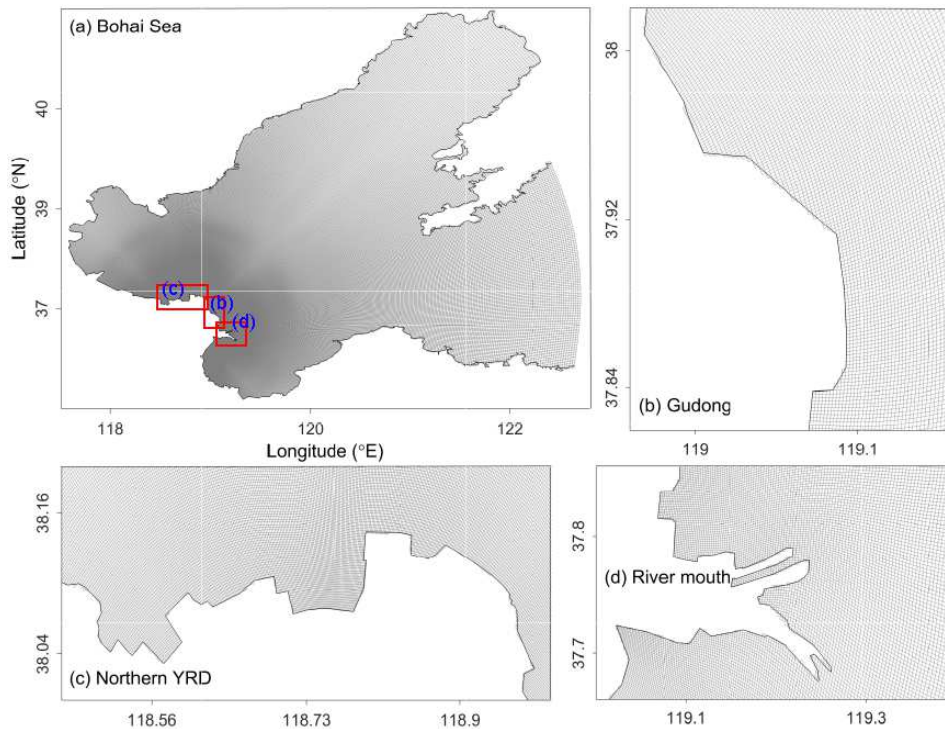 (a) Bohai Sea
40
39
37
Latitude (°N)
(c)
(b)
(d)
118
120
122
Longitude (°E)
38
37.92
37.84
(b) Gudong
119
119.1
38.16
38.04
(c) Northern YRD
118.56
118.73
118.9
37.8
37.7
(d) River mouth
119.1
119.3